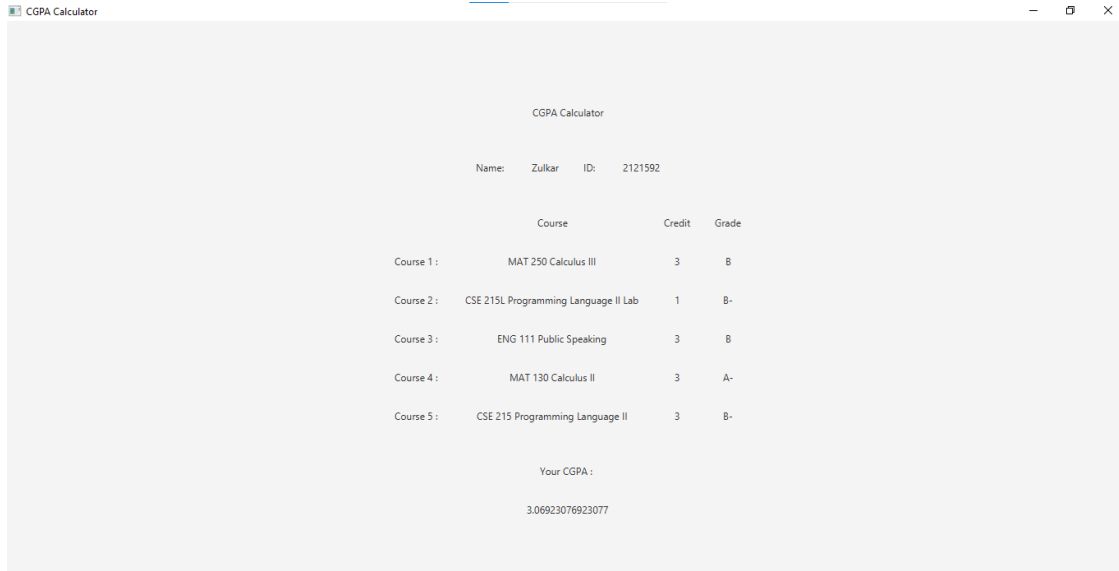 CGPA Calculator
CGPA Calculator
Name: Zulkar ID: 2121592
Course Credit Grade
Course 1 : MAT 250 Calculus III 3 B
Course 2 : CSE 215L Programming Language II Lab 1 B-
Course 3 : ENG 111 Public Speaking 3 B
Course 4 : MAT 130 Calculus II 3 A-
Course 5 : CSE 215 Programming Language II 3 B-
Your CGPA :
3.06923076923077